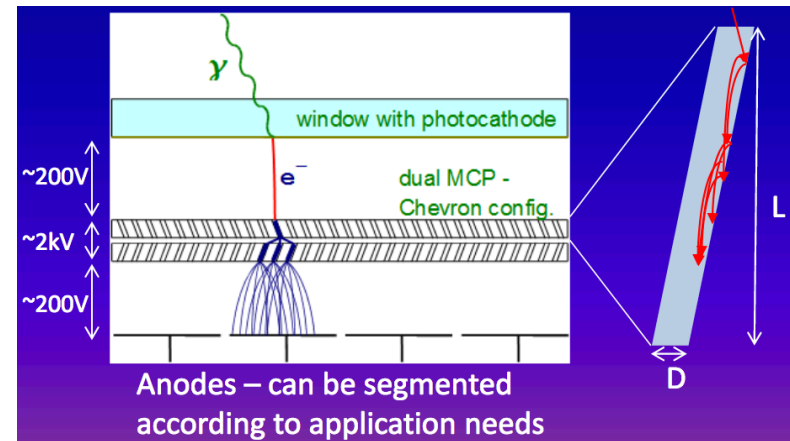 γ
window with photocathode
~200V
e⁻
dual MCP -
Chevron config.
~2kV
~200V
L
D
Anodes – can be segmented
according to application needs